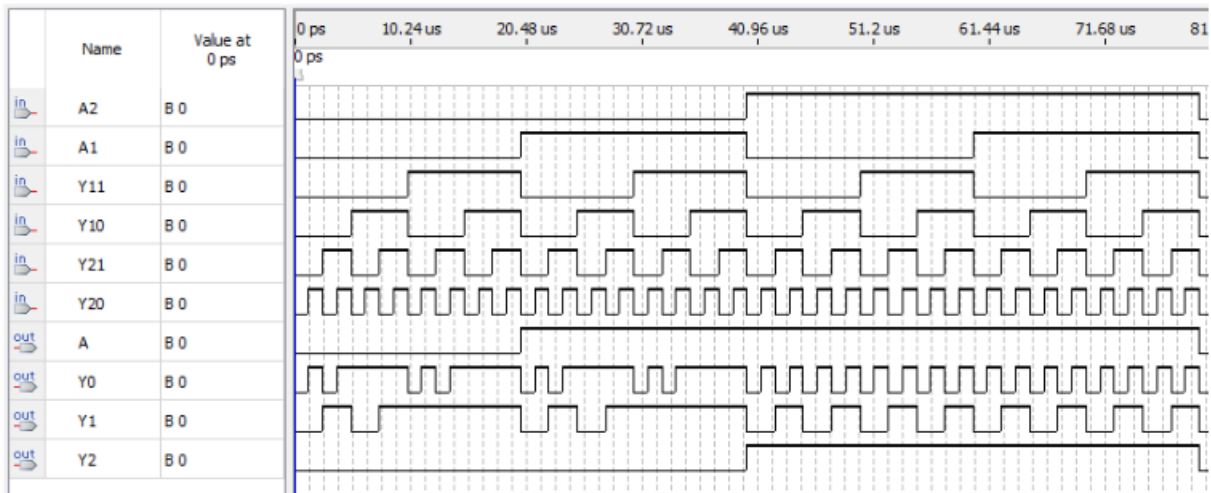 Name
Value at
0 ps
0 ps 10.24 us 20.48 us 30.72 us 40.96 us 51.2 us 61.44 us 71.68 us 81
0 ps
in A2 B 0
in A1 B 0
in Y11 B 0
in Y10 B 0
in Y21 B 0
in Y20 B 0
out A B 0
out Y0 B 0
out Y1 B 0
out Y2 B 0